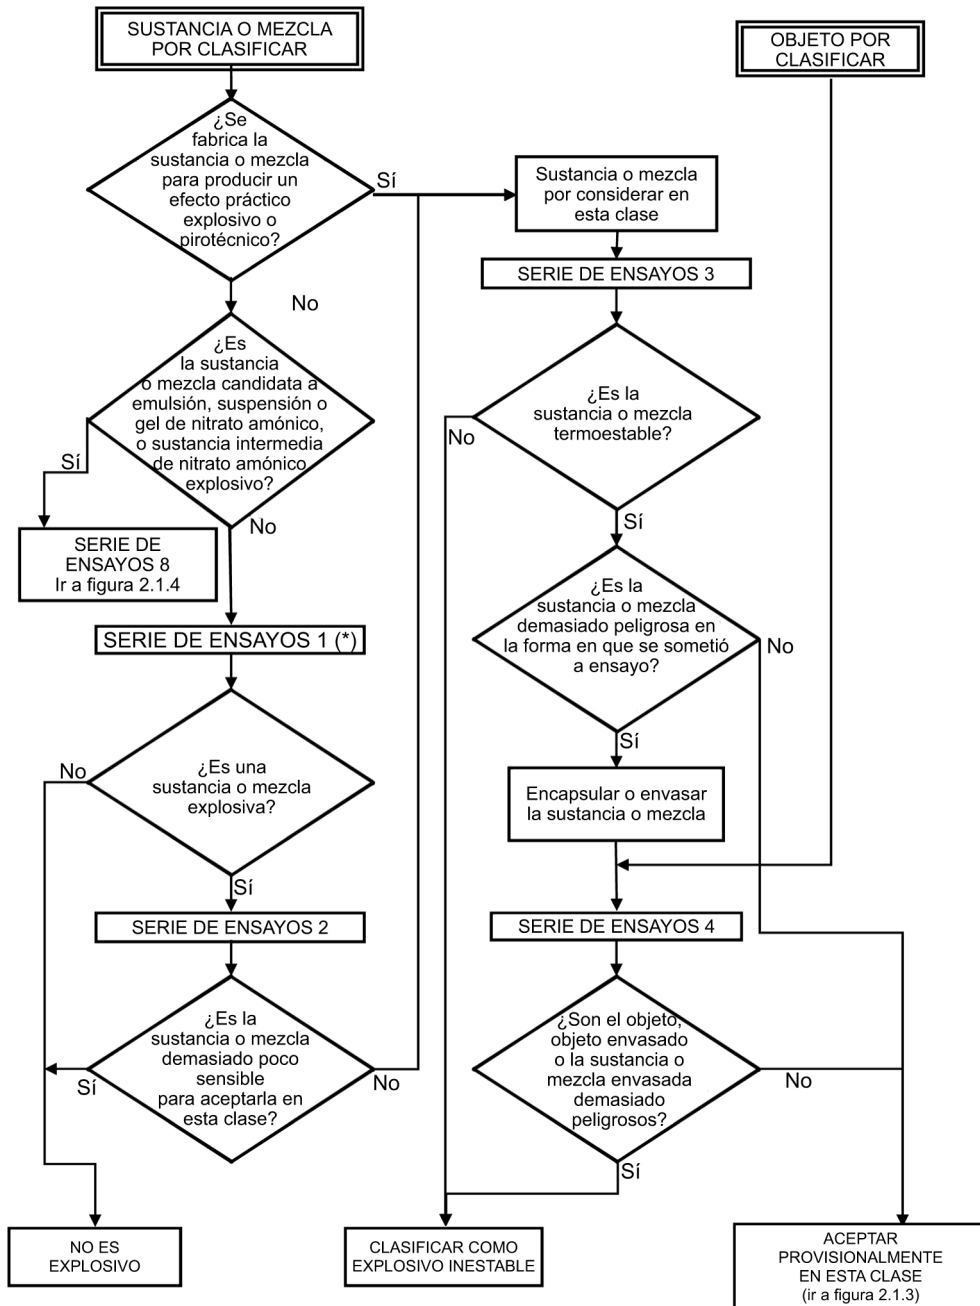 SUSTANCIA O MEZCLA
POR CLASIFICAR
OBJETO POR
CLASIFICAR
¿Se
fabrica la
sustancia o mezcla
para producir un
efecto práctico
explosivo o
pirotécnico?
Sí
No
Sustancia o mezcla
por considerar en
esta clase
SERIE DE ENSAYOS 3
¿Es
la sustancia
o mezcla candidata a
emulsión, suspensión o
gel de nitrato amónico,
o sustancia intermedia
de nitrato amónico
explosivo?
Sí
No
SERIE DE
ENSAYOS 8
Ir a figura 2.1.4
¿Es la
sustancia o mezcla
termoestable?
No
Sí
SERIE DE ENSAYOS 1 (*)
¿Es la
sustancia o mezcla
demasiado peligrosa en
la forma en que se sometió
a ensayo?
No
Sí
¿Es una
sustancia o mezcla
explosiva?
No
Sí
Encapsular o envasar
la sustancia o mezcla
SERIE DE ENSAYOS 2
SERIE DE ENSAYOS 4
¿Es la
sustancia o mezcla
demasiado poco
sensible
para aceptarla en
esta clase?
Sí
No
¿Son el objeto,
objeto envasado
o la sustancia o
mezcla envasada
demasiado
peligrosos?
No
Sí
NO ES
EXPLOSIVO
CLASIFICAR COMO
EXPLOSIVO INESTABLE
ACEPTAR
PROVISIONALMENTE
EN ESTA CLASE
(ir a figura 2.1.3)